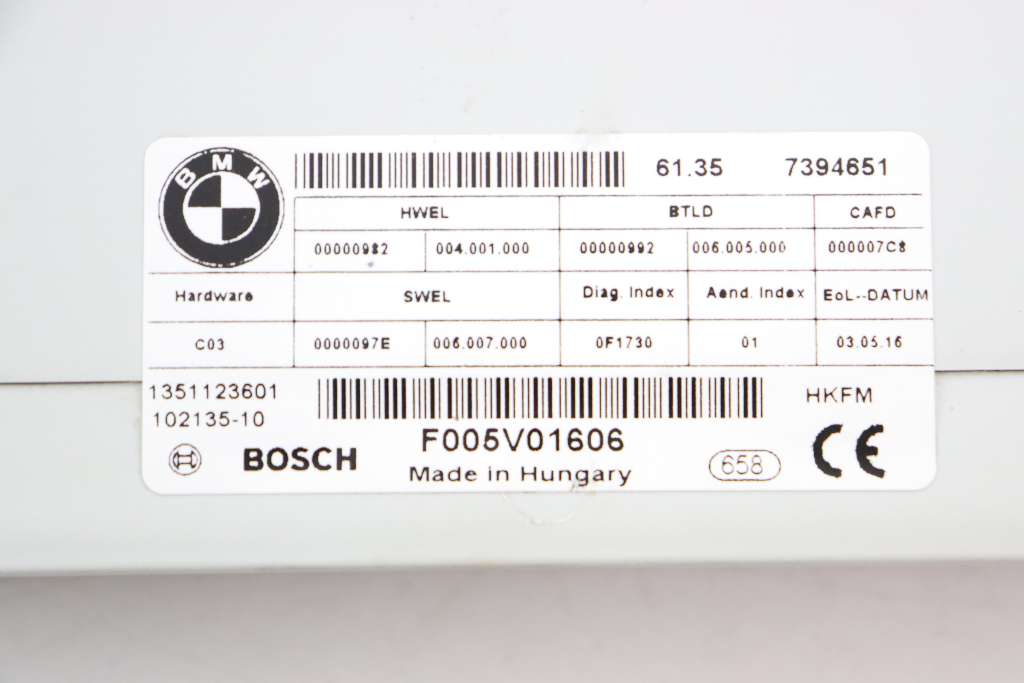 BMW
61.35 7394651
HWEL BTLD CAFD
00000982 004.001.000 00000992 006.005.000 000007C8
Hardware SWEL Diag. Index Aend. Index EoL--DATUM
C03 0000097E 006.007.000 0F1730 01 03.05.16
1351123601 HKFM
102135-10
BOSCH F005V01606 658 CE
Made in Hungary